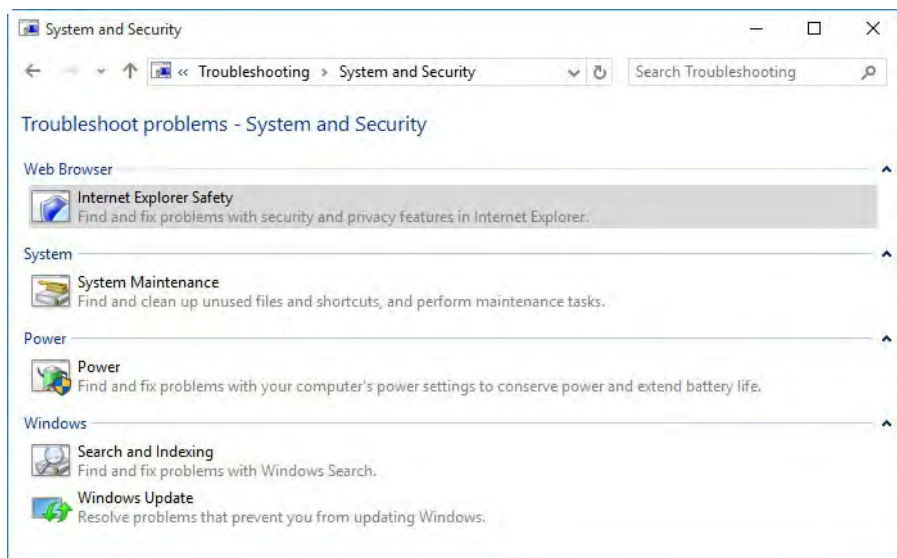 System and Security
« Troubleshooting › System and Security
Search Troubleshooting
Troubleshoot problems - System and Security
Web Browser
Internet Explorer Safety
Find and fix problems with security and privacy features in Internet Explorer.
System
System Maintenance
Find and clean up unused files and shortcuts, and perform maintenance tasks.
Power
Power
Find and fix problems with your computer's power settings to conserve power and extend battery life.
Windows
Search and Indexing
Find and fix problems with Windows Search.
Windows Update
Resolve problems that prevent you from updating Windows.